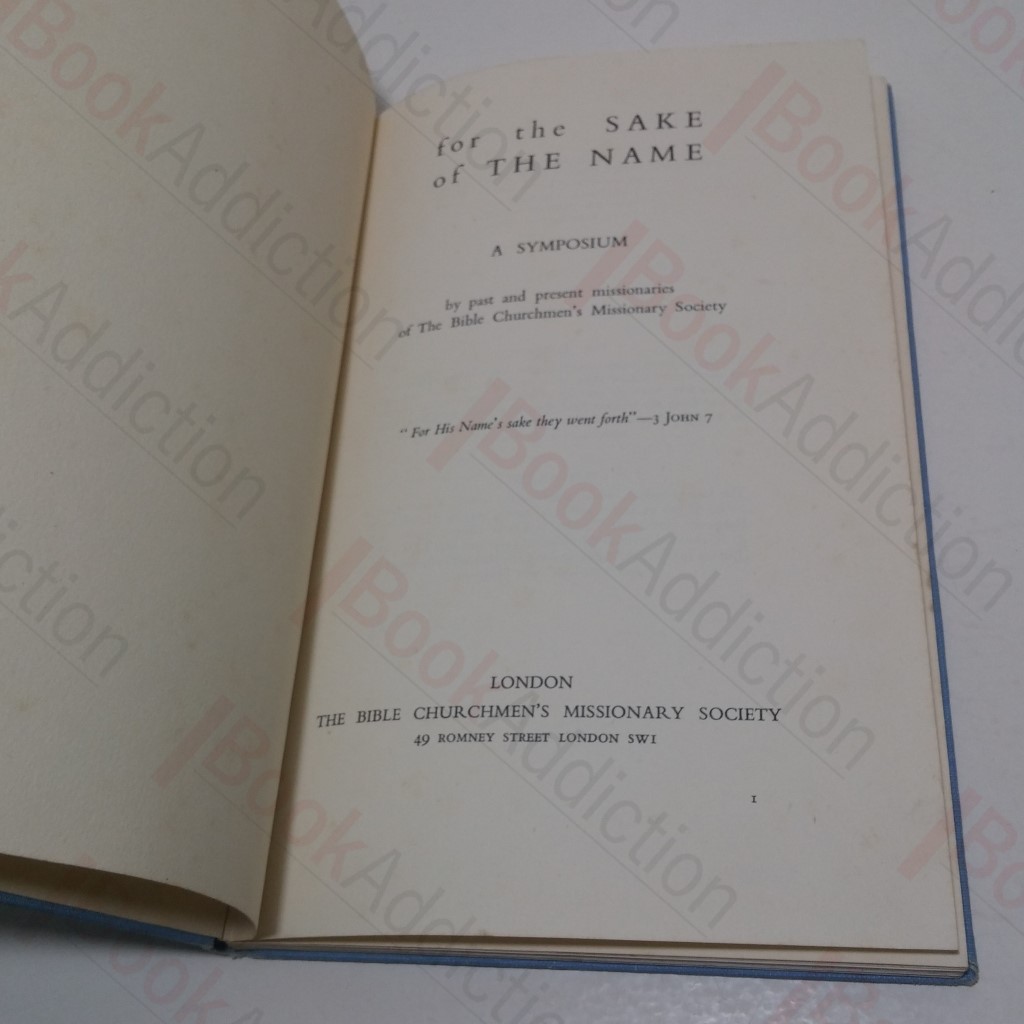 for the SAKE
of THE NAME
A SYMPOSIUM
by past and present missionaries
of The Bible Churchmen's Missionary Society
"For His Name's sake they went forth"—3 JOHN 7
LONDON
THE BIBLE CHURCHMEN'S MISSIONARY SOCIETY
49 ROMNEY STREET LONDON SW1
1
BookAddiction